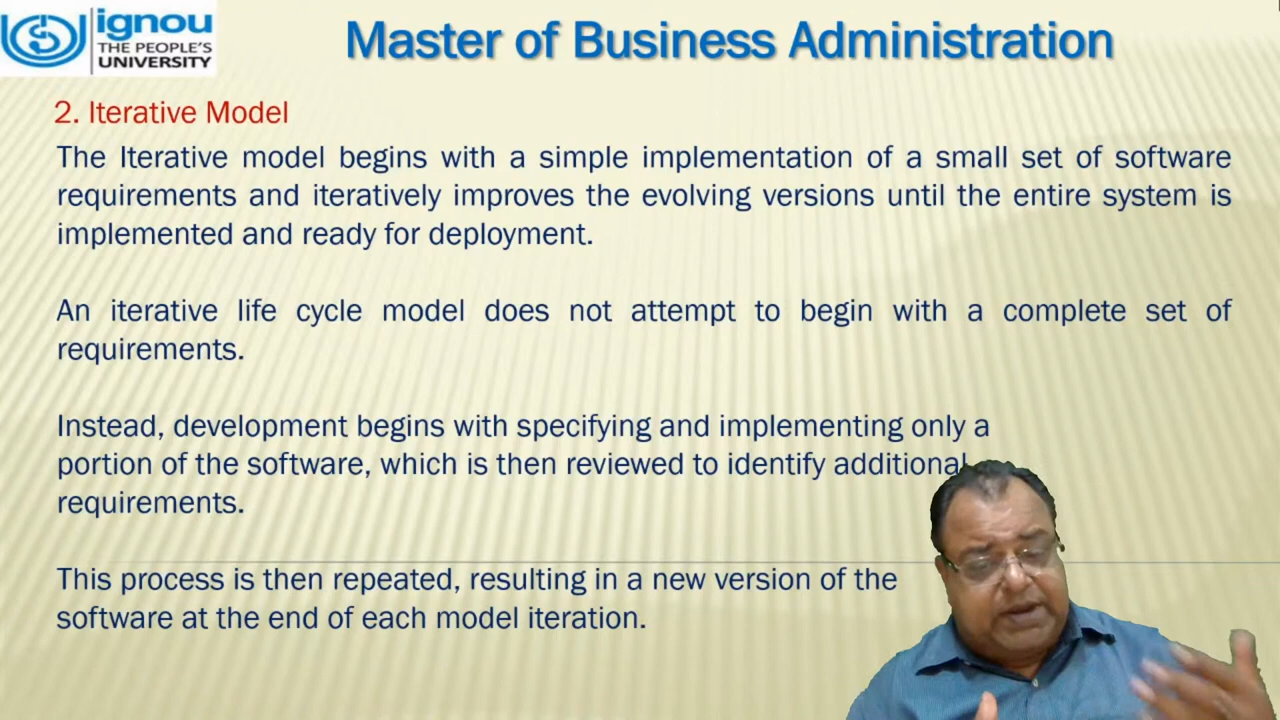 ignou
THE PEOPLE'S
UNIVERSITY
Master of Business Administration
2. Iterative Model
The Iterative model begins with a simple implementation of a small set of software
requirements and iteratively improves the evolving versions until the entire system is
implemented and ready for deployment.
An iterative life cycle model does not attempt to begin with a complete set of
requirements.
Instead, development begins with specifying and implementing only a
portion of the software, which is then reviewed to identify additional
requirements.
This process is then repeated, resulting in a new version of the
software at the end of each model iteration.